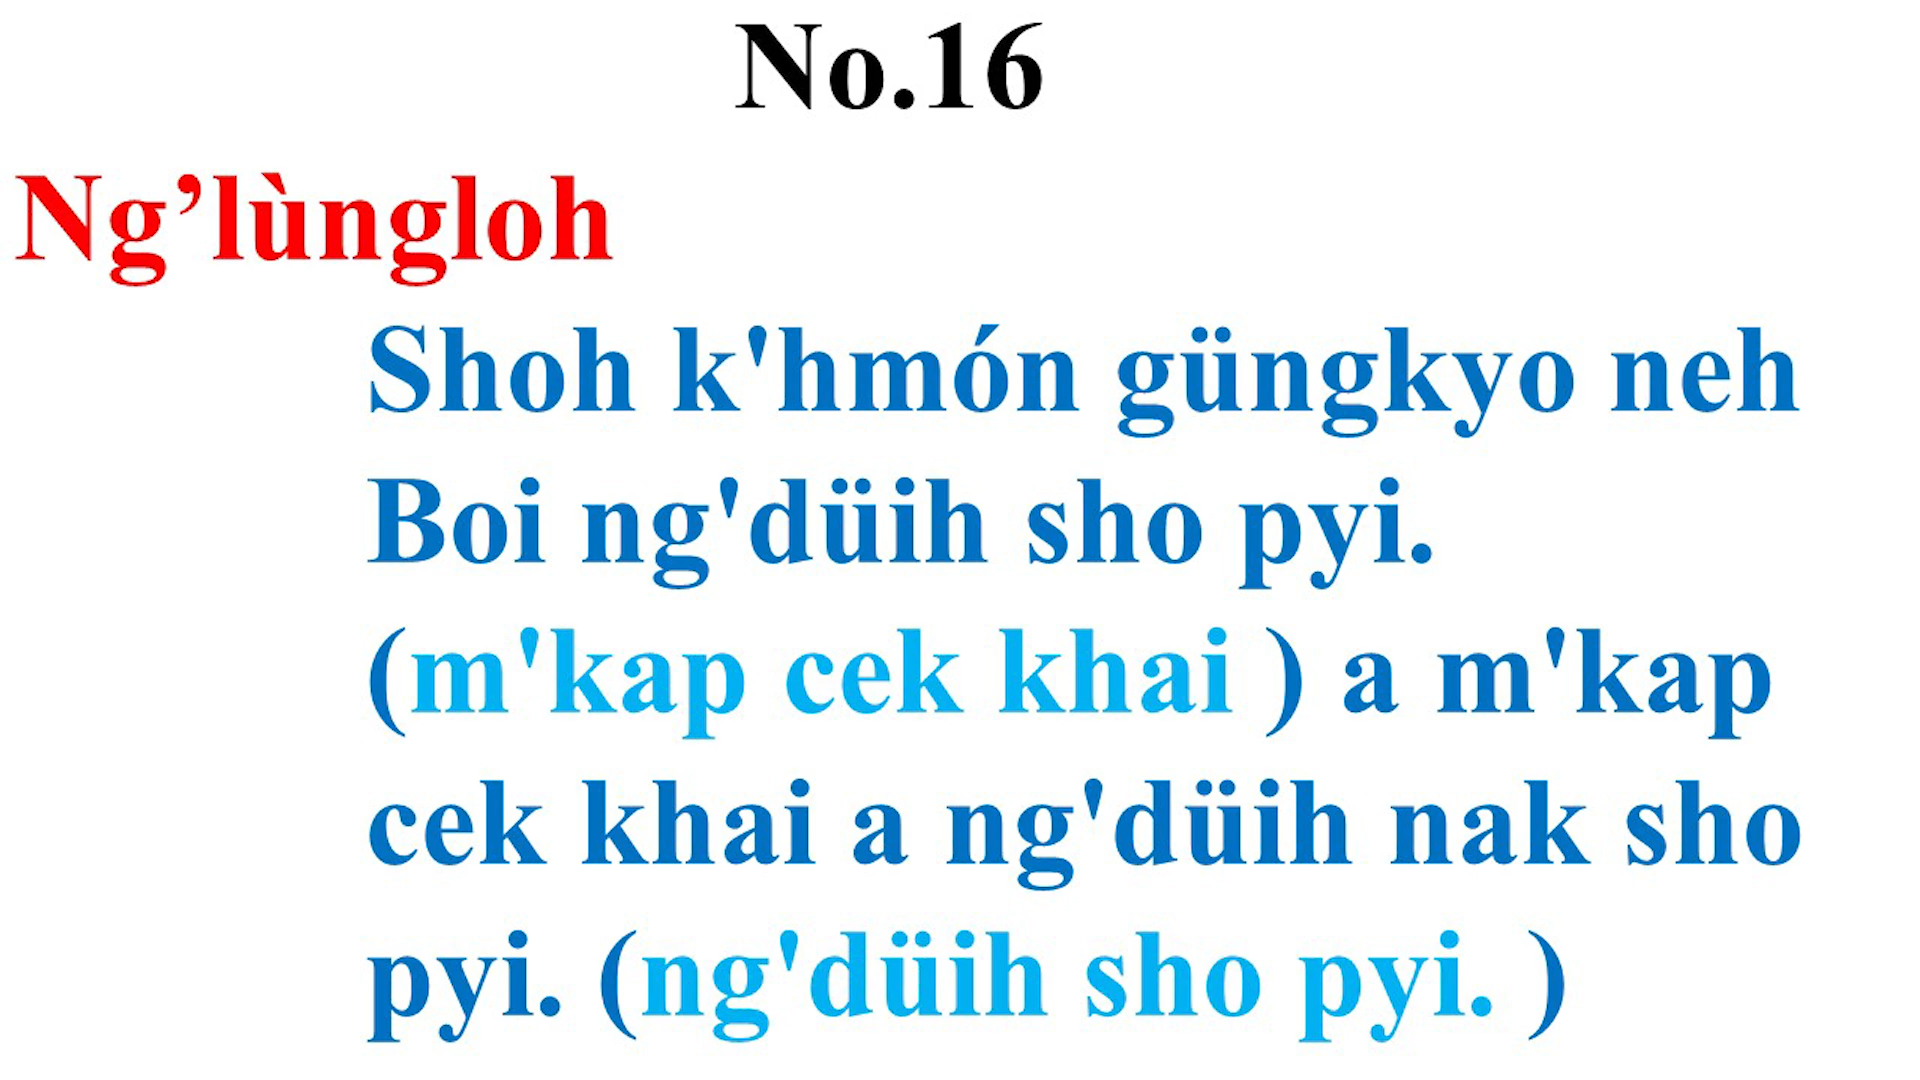 No.16
Ng’lùngloh
Shoh k'hmón güngkyo neh
Boi ng'düih sho pyi.
(m'kap cek khai ) a m'kap
cek khai a ng'düih nak sho
pyi. (ng'düih sho pyi. )